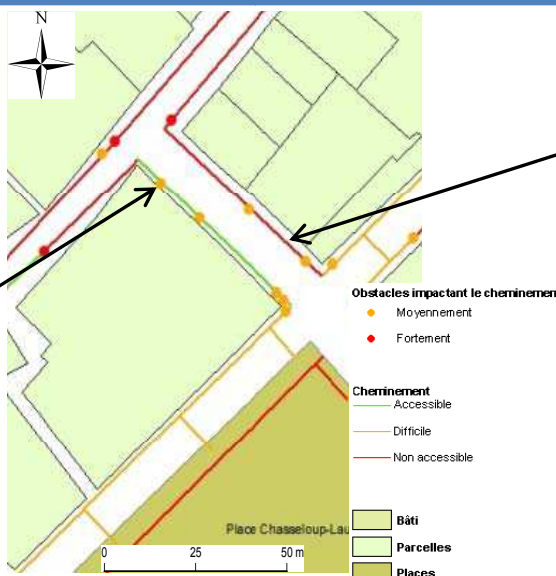 N
Obstacles impactant le cheminemen
Moyennement
Fortement
Cheminement
Accessible
Difficile
Non accessible
Place Chasseloup-Lau
Bâti
Parcelles
Places
0 25 50 m